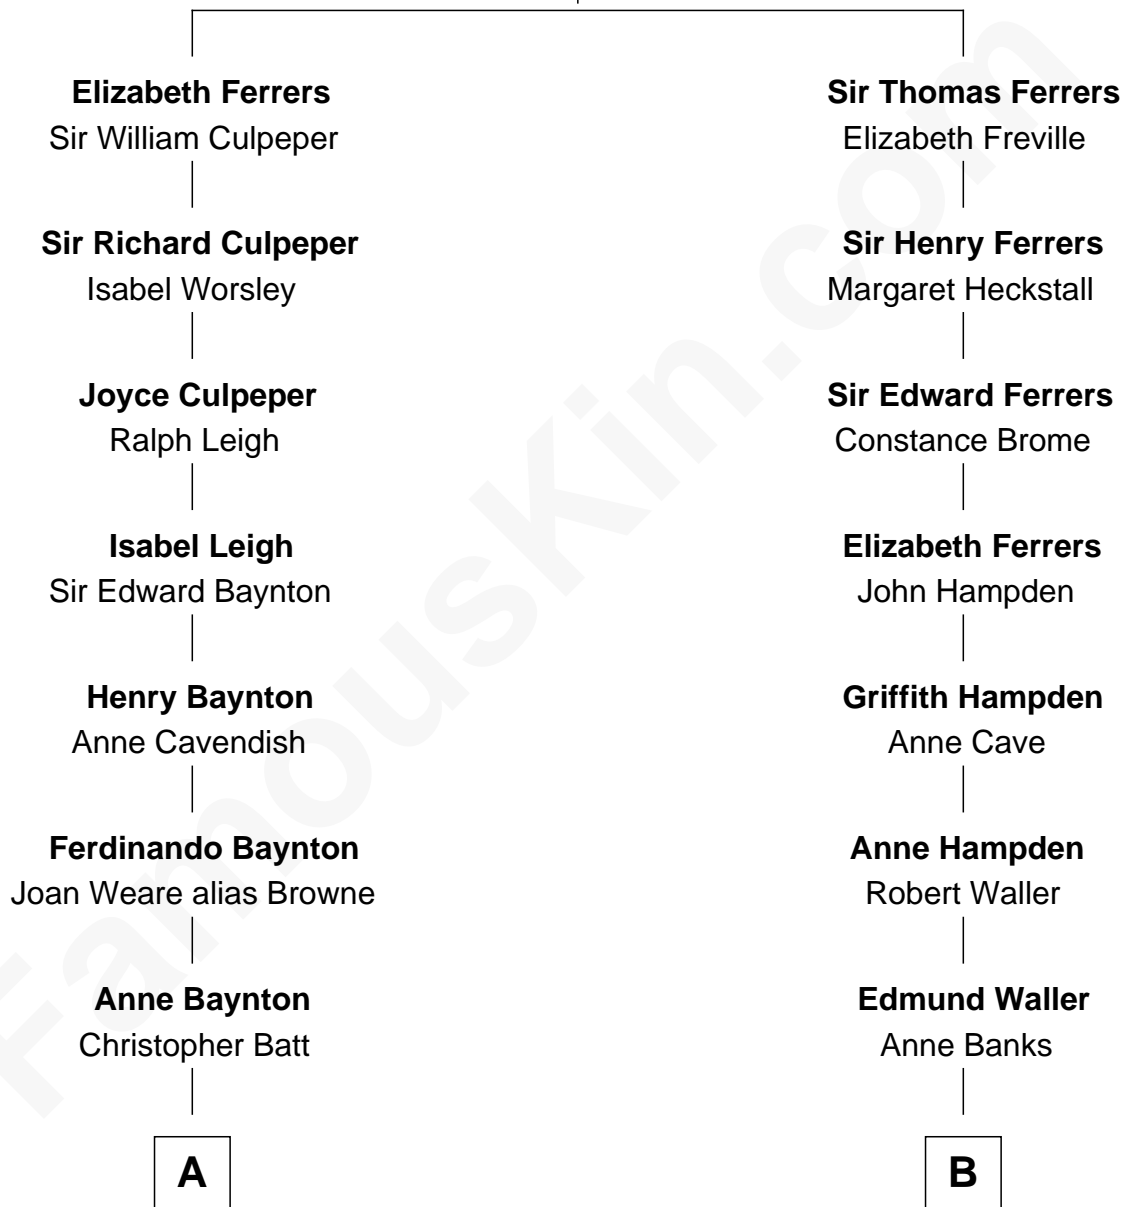 Elizabeth Ferrers
Sir William Culpeper
Sir Richard Culpeper
Isabel Worsley
Joyce Culpeper
Ralph Leigh
Isabel Leigh
Sir Edward Baynton
Henry Baynton
Anne Cavendish
Ferdinando Baynton
Joan Weare alias Browne
Anne Baynton
Christopher Batt
A
Sir Thomas Ferrers
Elizabeth Freville
Sir Henry Ferrers
Margaret Heckstall
Sir Edward Ferrers
Constance Brome
Elizabeth Ferrers
John Hampden
Griffith Hampden
Anne Cave
Anne Hampden
Robert Waller
Edmund Waller
Anne Banks
B
FamousKin.com